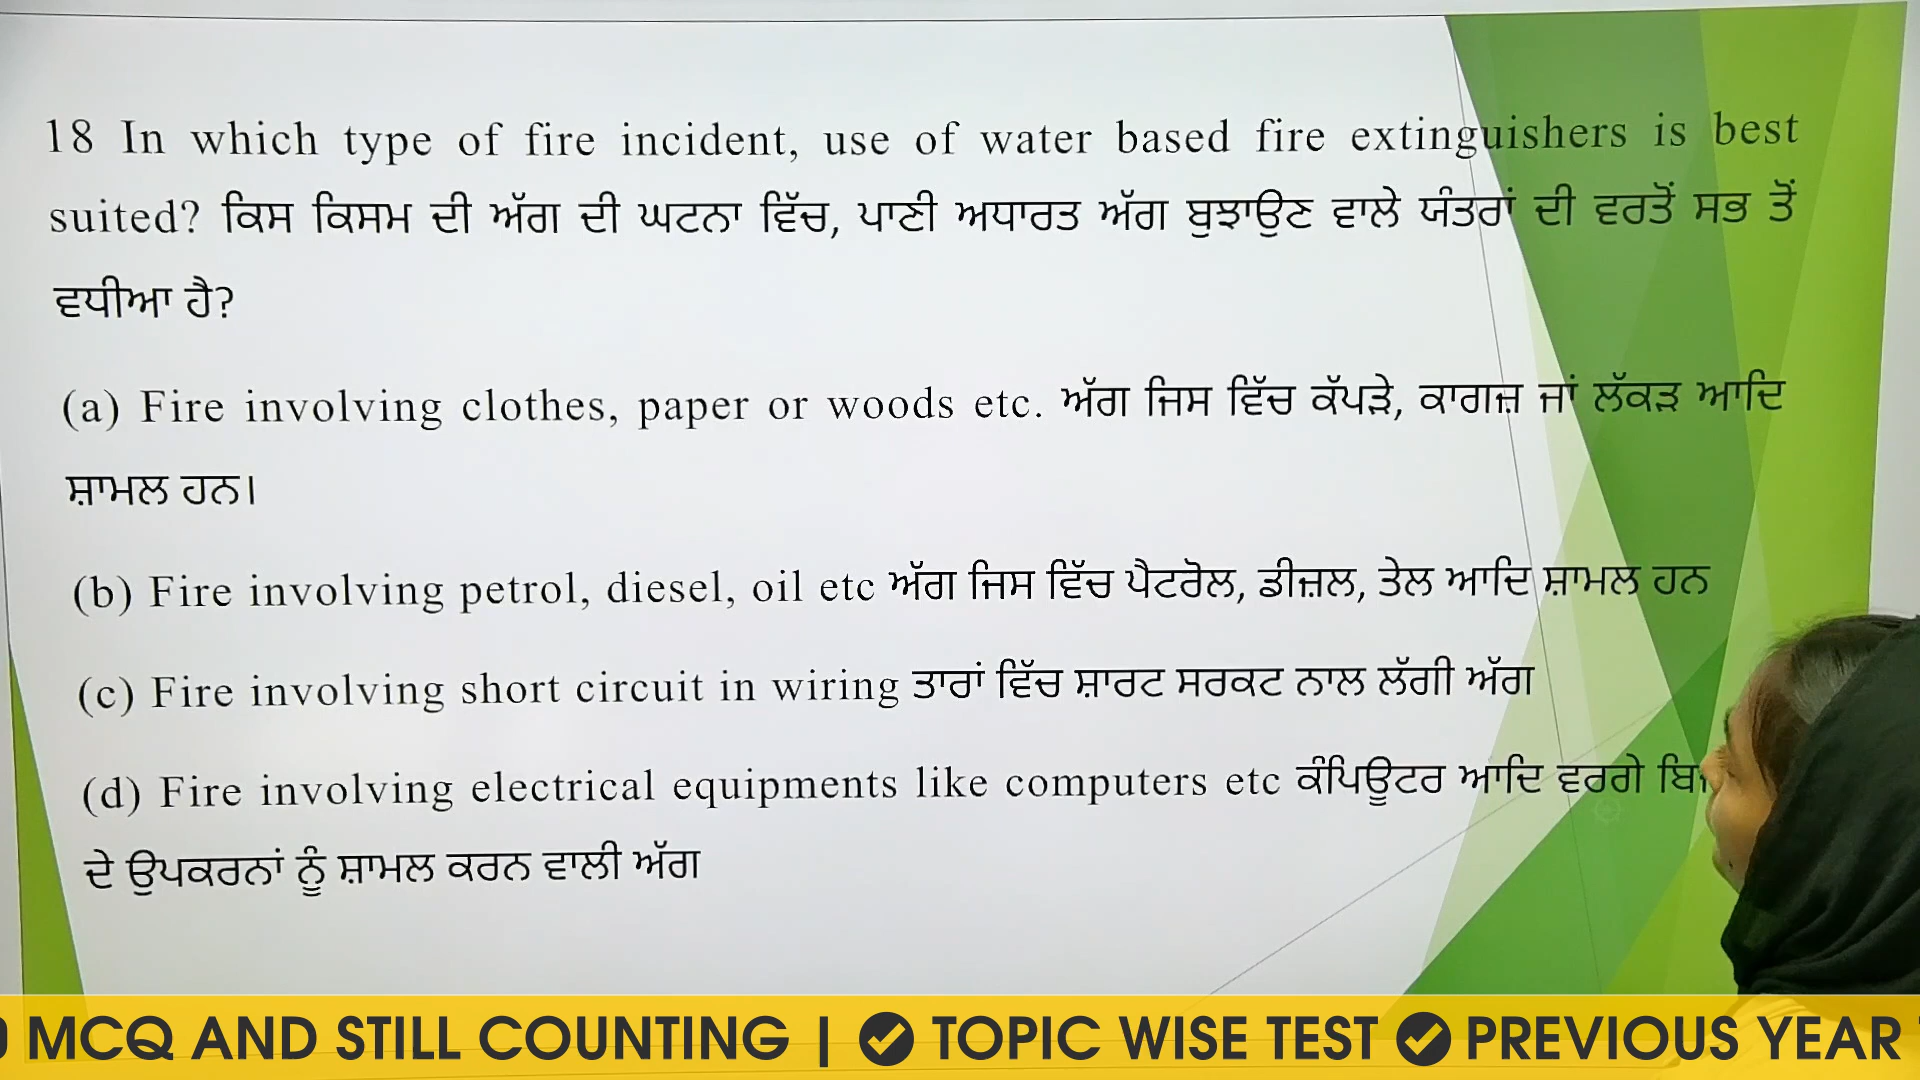 18 In which type of fire incident, use of water based fire extinguishers is best
suited? ਕਿਸ ਕਿਸਮ ਦੀ ਅੱਗ ਦੀ ਘਟਨਾ ਵਿੱਚ, ਪਾਣੀ ਅਧਾਰਤ ਅੱਗ ਬੁਝਾਉਣ ਵਾਲੇ ਯੰਤਰਾਂ ਦੀ ਵਰਤੋਂ ਸਭ ਤੋਂ
ਵਧੀਆ ਹੈ?
(a) Fire involving clothes, paper or woods etc. ਅੱਗ ਜਿਸ ਵਿੱਚ ਕੱਪੜੇ, ਕਾਗਜ਼ ਜਾਂ ਲੱਕੜ ਆਦਿ
ਸ਼ਾਮਲ ਹਨ।
(b) Fire involving petrol, diesel, oil etc ਅੱਗ ਜਿਸ ਵਿੱਚ ਪੈਟਰੋਲ, ਡੀਜ਼ਲ, ਤੇਲ ਆਦਿ ਸ਼ਾਮਲ ਹਨ
(c) Fire involving short circuit in wiring ਤਾਰਾਂ ਵਿੱਚ ਸ਼ਾਰਟ ਸਰਕਟ ਨਾਲ ਲੱਗੀ ਅੱਗ
(d) Fire involving electrical equipments like computers etc ਕੰਪਿਊਟਰ ਆਦਿ ਵਰਗੇ
ਦੇ ਉਪਕਰਨਾਂ ਨੂੰ ਸ਼ਾਮਲ ਕਰਨ ਵਾਲੀ ਅੱਗ
MCQ AND STILL COUNTING | TOPIC WISE TEST PREVIOUS YEAR